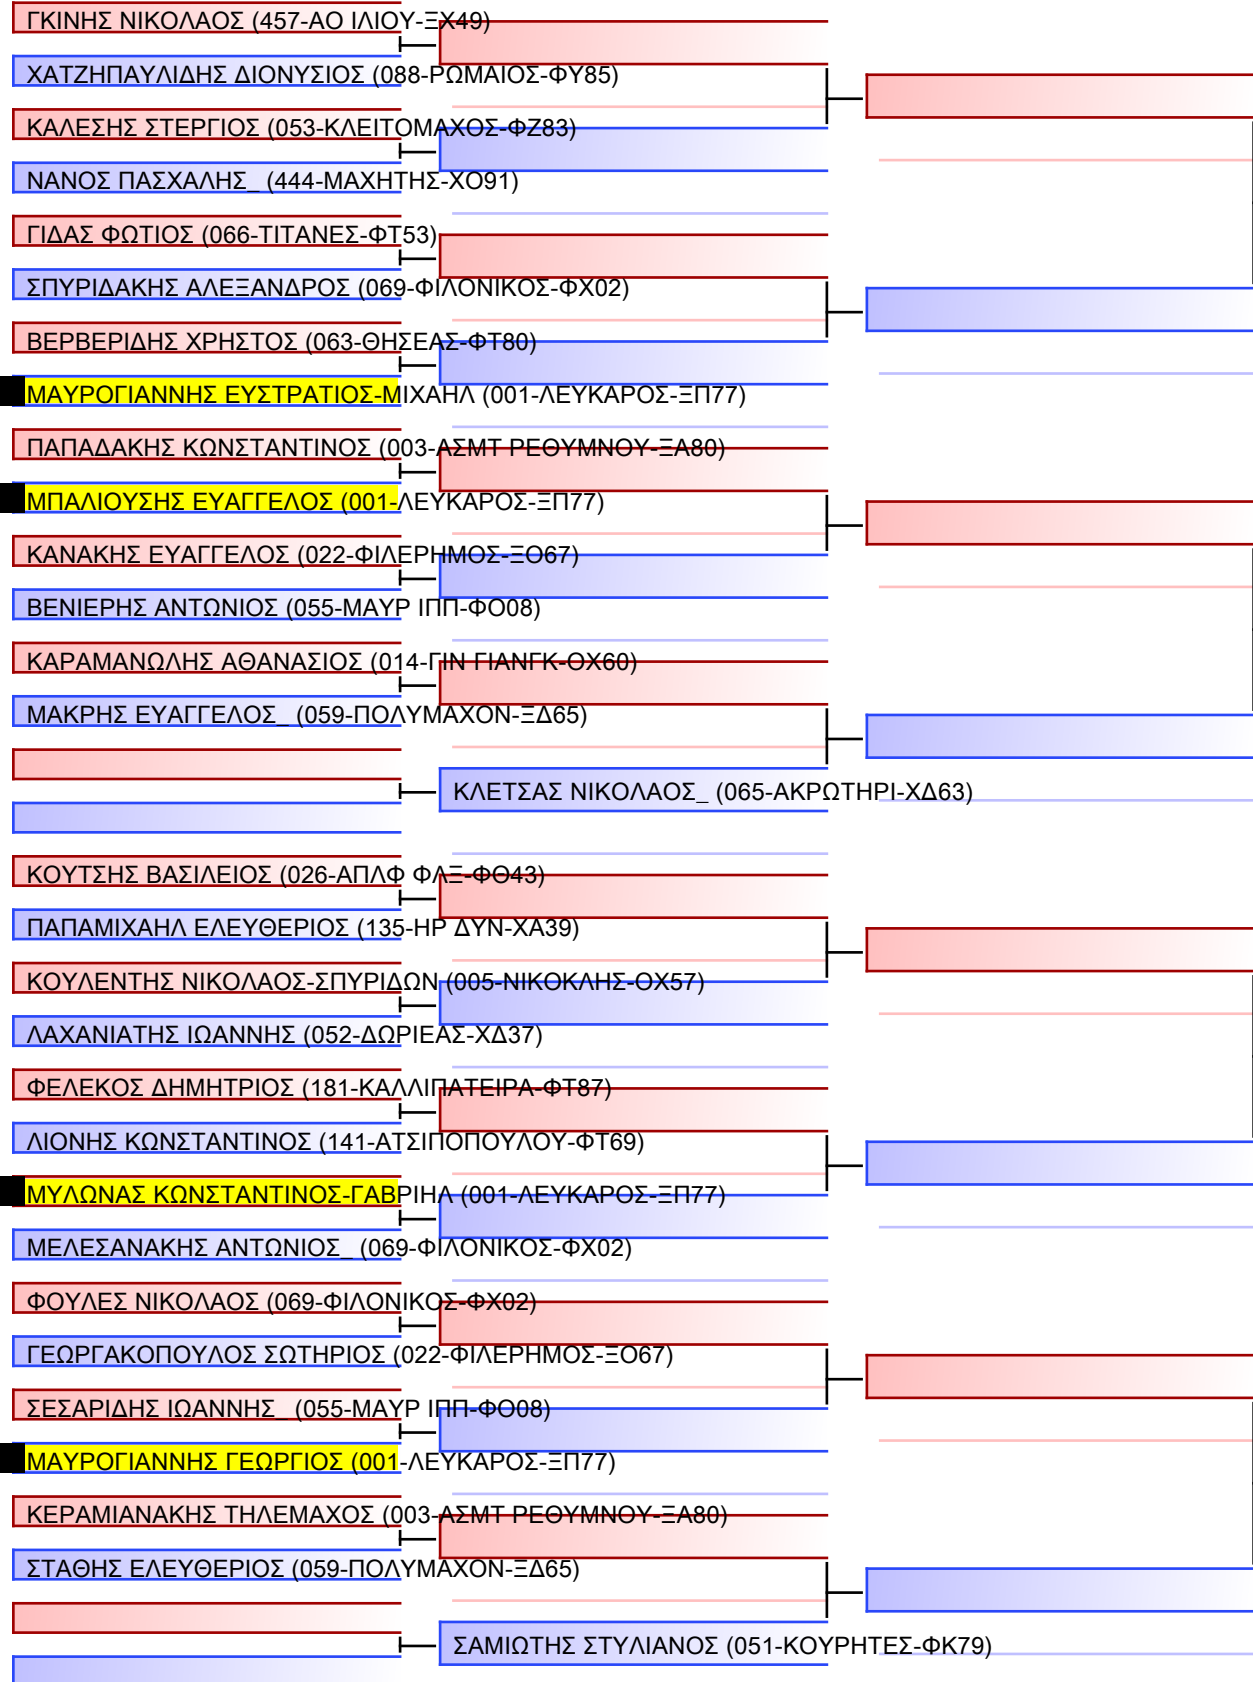 ΓΚΙΝΗΣ ΝΙΚΟΛΑΟΣ (457-ΑΟ ΙΛΙΟΥ-ΞΧ49)
ΧΑΤΖΗΠΑΥΛΙΔΗΣ ΔΙΟΝΥΣΙΟΣ (088-ΡΩΜΑΙΟΣ-ΦΥ85)
ΚΑΛΕΣΗΣ ΣΤΕΡΓΙΟΣ (053-ΚΛΕΙΤΟΜΑΧΟΣ-ΦΖ83)
ΝΑΝΟΣ ΠΑΣΧΑΛΗΣ_ (444-ΜΑΧΗΤΗΣ-ΧΟ91)
ΓΙΔΑΣ ΦΩΤΙΟΣ (066-ΤΙΤΑΝΕΣ-ΦΤ53)
ΣΠΥΡΙΔΑΚΗΣ ΑΛΕΞΑΝΔΡΟΣ (069-ΦΙΛΟΝΙΚΟΣ-ΦΧ02)
ΒΕΡΒΕΡΙΔΗΣ ΧΡΗΣΤΟΣ (063-ΘΗΣΕΑΣ-ΦΤ80)
ΜΑΥΡΟΓΙΑΝΝΗΣ ΕΥΣΤΡΑΤΙΟΣ-ΜΙΧΑΗΛ (001-ΛΕΥΚΑΡΟΣ-ΞΠ77)
ΠΑΠΑΔΑΚΗΣ ΚΩΝΣΤΑΝΤΙΝΟΣ (003-ΑΣΜΤ ΡΕΘΥΜΝΟΥ-ΞΑ80)
ΜΠΑΛΙΟΥΣΗΣ ΕΥΑΓΓΕΛΟΣ (001-ΛΕΥΚΑΡΟΣ-ΞΠ77)
ΚΑΝΑΚΗΣ ΕΥΑΓΓΕΛΟΣ (022-ΦΙΛΕΡΗΜΟΣ-ΞΟ67)
ΒΕΝΙΕΡΗΣ ΑΝΤΩΝΙΟΣ (055-ΜΑΥΡ ΙΠΠ-ΦΟ08)
ΚΑΡΑΜΑΝΩΛΗΣ ΑΘΑΝΑΣΙΟΣ (014-ΓΙΝ ΓΙΑΝΓΚ-ΟΧ60)
ΜΑΚΡΗΣ ΕΥΑΓΓΕΛΟΣ_ (059-ΠΟΛΥΜΑΧΟΝ-ΞΔ65)
ΚΛΕΤΣΑΣ ΝΙΚΟΛΑΟΣ_ (065-ΑΚΡΩΤΗΡΙ-ΧΔ63)
ΚΟΥΤΣΗΣ ΒΑΣΙΛΕΙΟΣ (026-ΑΠΛΦ ΦΛΞ-ΦΘ43)
ΠΑΠΑΜΙΧΑΗΛ ΕΛΕΥΘΕΡΙΟΣ (135-ΗΡ ΔΥΝ-ΧΑ39)
ΚΟΥΛΕΝΤΗΣ ΝΙΚΟΛΑΟΣ-ΣΠΥΡΙΔΩΝ (005-ΝΙΚΟΚΛΗΣ-ΟΧ57)
ΛΑΧΑΝΙΑΤΗΣ ΙΩΑΝΝΗΣ (052-ΔΩΡΙΕΑΣ-ΧΔ37)
ΦΕΛΕΚΟΣ ΔΗΜΗΤΡΙΟΣ (181-ΚΑΛΛΙΠΑΤΕΙΡΑ-ΦΤ87)
ΛΙΟΝΗΣ ΚΩΝΣΤΑΝΤΙΝΟΣ (141-ΑΤΣΙΠΟΠΟΥΛΟΥ-ΦΤ69)
ΜΥΛΩΝΑΣ ΚΩΝΣΤΑΝΤΙΝΟΣ-ΓΑΒΡΙΗΛ (001-ΛΕΥΚΑΡΟΣ-ΞΠ77)
ΜΕΛΕΣΑΝΑΚΗΣ ΑΝΤΩΝΙΟΣ_ (069-ΦΙΛΟΝΙΚΟΣ-ΦΧ02)
ΦΟΥΛΕΣ ΝΙΚΟΛΑΟΣ (069-ΦΙΛΟΝΙΚΟΣ-ΦΧ02)
ΓΕΩΡΓΑΚΟΠΟΥΛΟΣ ΣΩΤΗΡΙΟΣ (022-ΦΙΛΕΡΗΜΟΣ-ΞΟ67)
ΣΕΣΑΡΙΔΗΣ ΙΩΑΝΝΗΣ_ (055-ΜΑΥΡ ΙΠΠ-ΦΟ08)
ΜΑΥΡΟΓΙΑΝΝΗΣ ΓΕΩΡΓΙΟΣ (001-ΛΕΥΚΑΡΟΣ-ΞΠ77)
ΚΕΡΑΜΙΑΝΑΚΗΣ ΤΗΛΕΜΑΧΟΣ (003-ΑΣΜΤ ΡΕΘΥΜΝΟΥ-ΞΑ80)
ΣΤΑΘΗΣ ΕΛΕΥΘΕΡΙΟΣ (059-ΠΟΛΥΜΑΧΟΝ-ΞΔ65)
ΣΑΜΙΩΤΗΣ ΣΤΥΛΙΑΝΟΣ (051-ΚΟΥΡΗΤΕΣ-ΦΚ79)